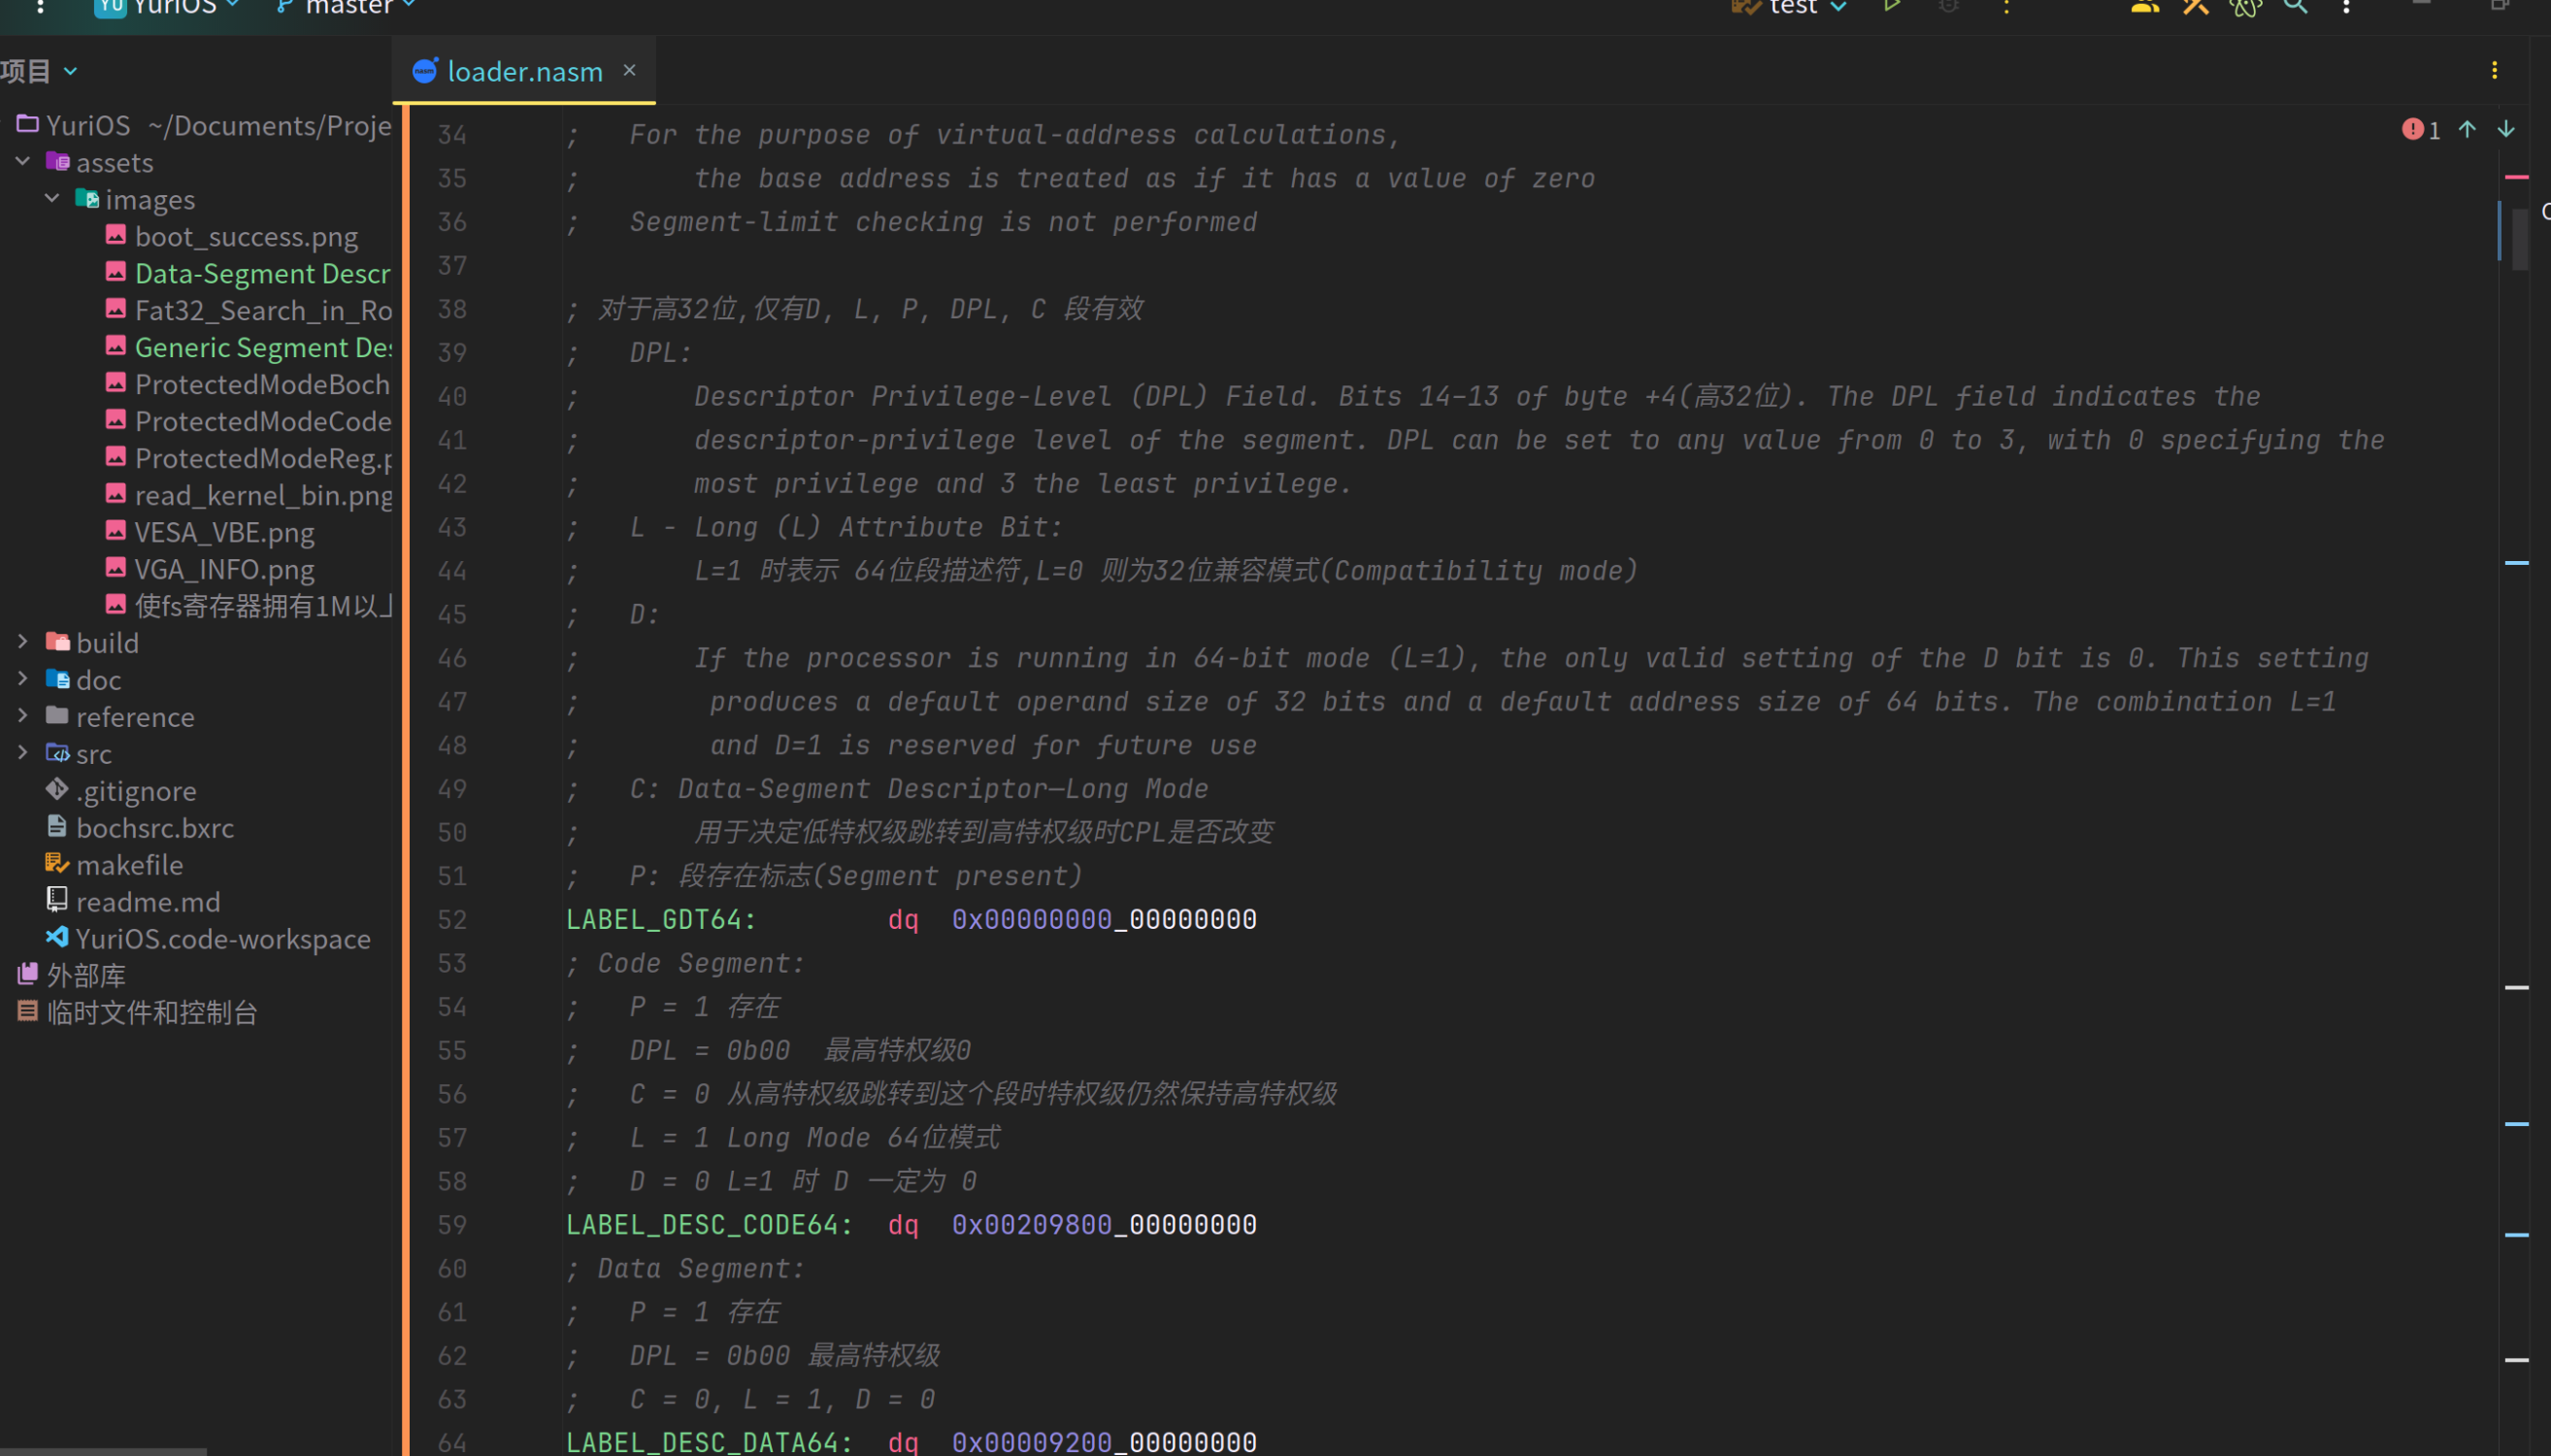 YU YuriOS master test
项目
loader.nasm
YuriOS ~/Documents/Proje
assets
images
boot_success.png
Data-Segment Descr
Fat32_Search_in_Ro
Generic Segment Des
ProtectedModeBoch
ProtectedModeCode
ProtectedModeReg.p
read_kernel_bin.png
VESA_VBE.png
VGA_INFO.png
使fs寄存器拥有1M以上
build
doc
reference
src
.gitignore
bochsrc.bxrc
makefile
readme.md
YuriOS.code-workspace
外部库
临时文件和控制台
1
34 ; For the purpose of virtual-address calculations,
35 ; the base address is treated as if it has a value of zero
36 ; Segment-limit checking is not performed
37
38 ; 对于高32位,仅有D, L, P, DPL, C 段有效
39 ; DPL:
40 ; Descriptor Privilege-Level (DPL) Field. Bits 14–13 of byte +4(高32位). The DPL field indicates the
41 ; descriptor-privilege level of the segment. DPL can be set to any value from 0 to 3, with 0 specifying the
42 ; most privilege and 3 the least privilege.
43 ; L - Long (L) Attribute Bit:
44 ; L=1 时表示 64位段描述符,L=0 则为32位兼容模式(Compatibility mode)
45 ; D:
46 ; If the processor is running in 64-bit mode (L=1), the only valid setting of the D bit is 0. This setting
47 ; produces a default operand size of 32 bits and a default address size of 64 bits. The combination L=1
48 ; and D=1 is reserved for future use
49 ; C: Data-Segment Descriptor—Long Mode
50 ; 用于决定低特权级跳转到高特权级时CPL是否改变
51 ; P: 段存在标志(Segment present)
52 LABEL_GDT64: dq 0x00000000_00000000
53 ; Code Segment:
54 ; P = 1 存在
55 ; DPL = 0b00 最高特权级0
56 ; C = 0 从高特权级跳转到这个段时特权级仍然保持高特权级
57 ; L = 1 Long Mode 64位模式
58 ; D = 0 L=1 时 D 一定为 0
59 LABEL_DESC_CODE64: dq 0x00209800_00000000
60 ; Data Segment:
61 ; P = 1 存在
62 ; DPL = 0b00 最高特权级
63 ; C = 0, L = 1, D = 0
64 LABEL_DESC_DATA64: dq 0x00009200_00000000